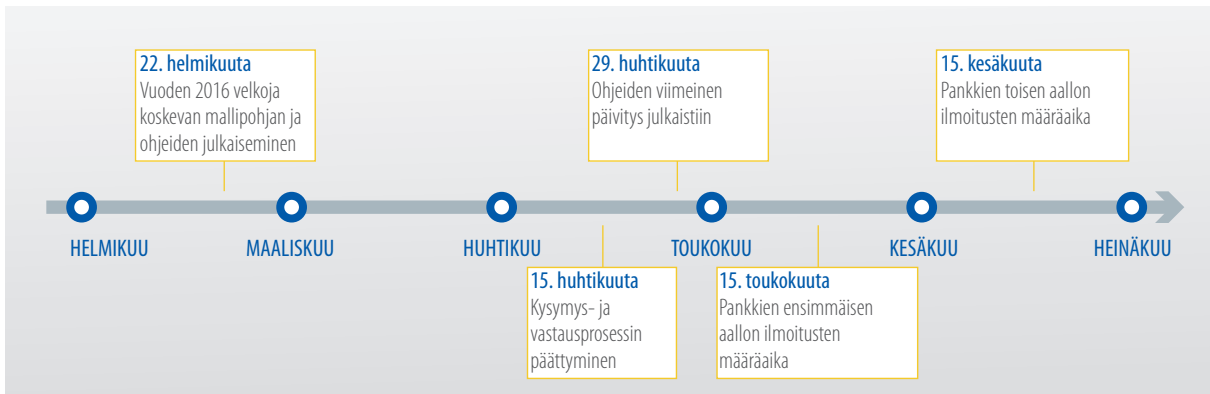 22. helmikuuta
Vuoden 2016 velkoja
koskevan mallipohjan ja
ohjeiden julkaiseminen
29. huhtikuuta
Ohjeiden viimeinen
päivitys julkaistiin
15. kesäkuuta
Pankkien toisen aallon
ilmoitusten määräaika
HELMIKUU
MAALISKUU
HUHTIKUU
TOUKOKUU
KESÄKUU
HEINÄKUU
15. huhtikuuta
Kysymys- ja
vastausprosessin
päättyminen
15. toukokuuta
Pankkien ensimmäisen
aallon ilmoitusten
määräaika